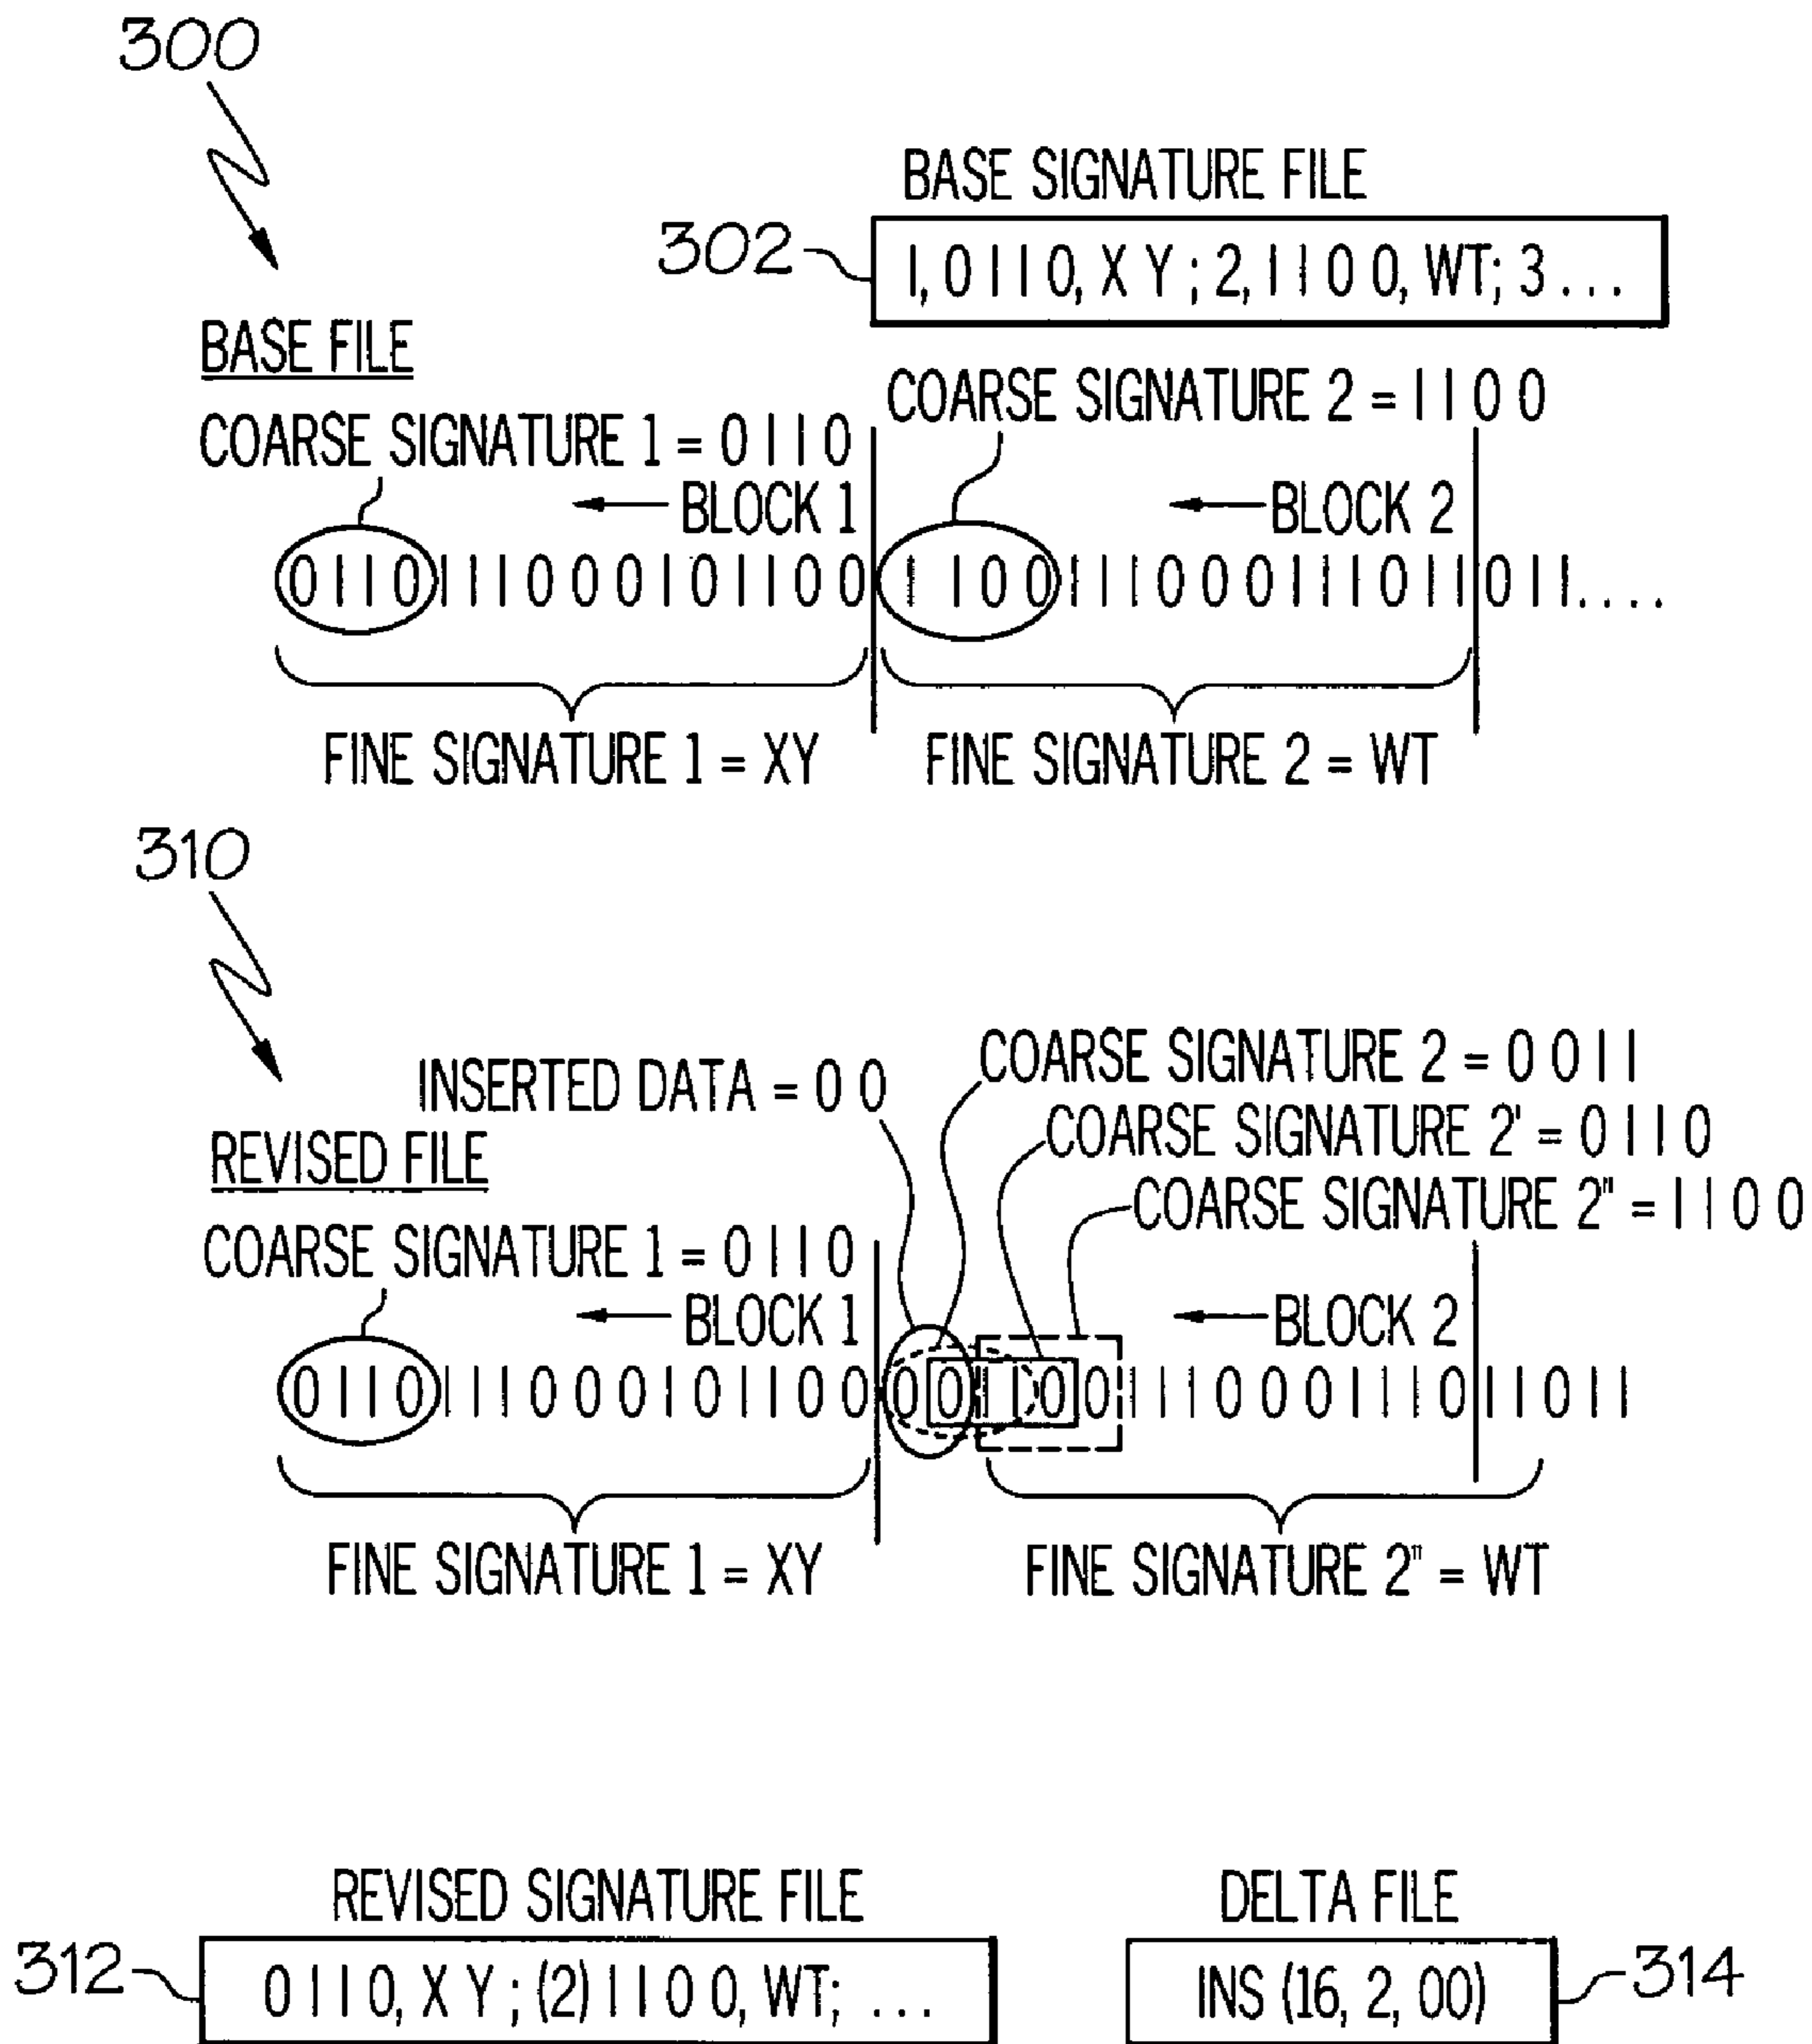 300
BASE SIGNATURE FILE
302
1, 0 1 1 0, X Y ; 2, 1 1 0 0, WT; 3 . . .
BASE FILE
COARSE SIGNATURE 2 = 1 1 0 0
COARSE SIGNATURE 1 = 0 1 1 0
BLOCK 1
BLOCK 2
0 1 1 0 1 1 1 0 0 0 1 0 1 1 0 0 1 1 0 0 1 1 1 0 0 0 1 1 1 0 1 1 0 1 1 . . . .
FINE SIGNATURE 1 = XY
FINE SIGNATURE 2 = WT
310
INSERTED DATA = 0 0
COARSE SIGNATURE 2 = 0 0 1 1
COARSE SIGNATURE 2' = 0 1 1 0
REVISED FILE
COARSE SIGNATURE 2" = 1 1 0 0
COARSE SIGNATURE 1 = 0 1 1 0
BLOCK 1
BLOCK 2
0 1 1 0 1 1 1 0 0 0 1 0 1 1 0 0 0 0 1 1 0 0 1 1 1 0 0 0 1 1 1 0 1 1 0 1 1
FINE SIGNATURE 1 = XY
FINE SIGNATURE 2" = WT
REVISED SIGNATURE FILE
DELTA FILE
312
0 1 1 0, X Y ; (2) 1 1 0 0, WT; . . .
INS (16, 2, 00)
314